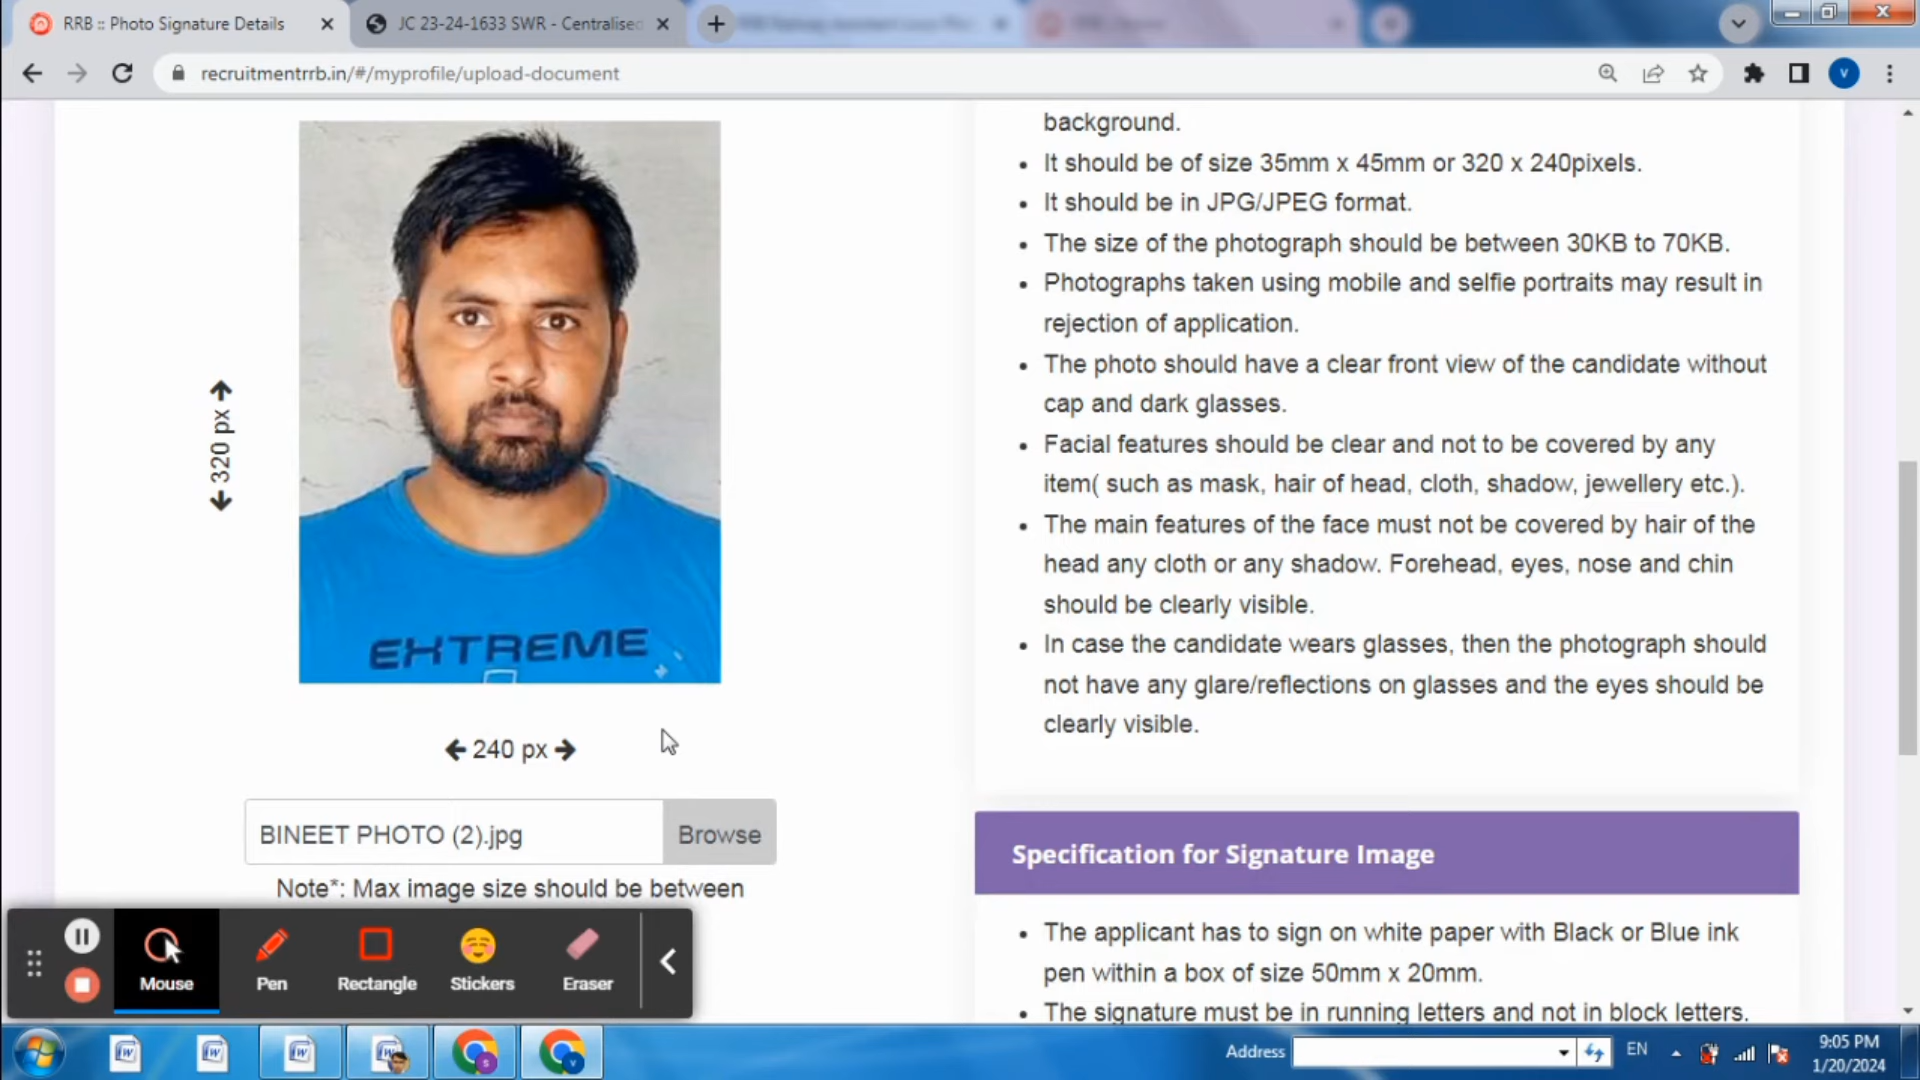 RRB :: Photo Signature Details
JC 23-24-1633 SWR - Centralised
recruitmentrrb.in/#/myprofile/upload-document
V
320 px
EXTREME
240 px
BINEET PHOTO (2).jpg
Browse
Note*: Max image size should be between
background.
• It should be of size 35mm x 45mm or 320 x 240pixels.
• It should be in JPG/JPEG format.
• The size of the photograph should be between 30KB to 70KB.
• Photographs taken using mobile and selfie portraits may result in
rejection of application.
• The photo should have a clear front view of the candidate without
cap and dark glasses.
• Facial features should be clear and not to be covered by any
item( such as mask, hair of head, cloth, shadow, jewellery etc.).
• The main features of the face must not be covered by hair of the
head any cloth or any shadow. Forehead, eyes, nose and chin
should be clearly visible.
• In case the candidate wears glasses, then the photograph should
not have any glare/reflections on glasses and the eyes should be
clearly visible.
Specification for Signature Image
• The applicant has to sign on white paper with Black or Blue ink
pen within a box of size 50mm x 20mm.
• The signature must be in running letters and not in block letters.
Mouse
Pen
Rectangle
Stickers
Eraser
Address
EN
9:05 PM
1/20/2024